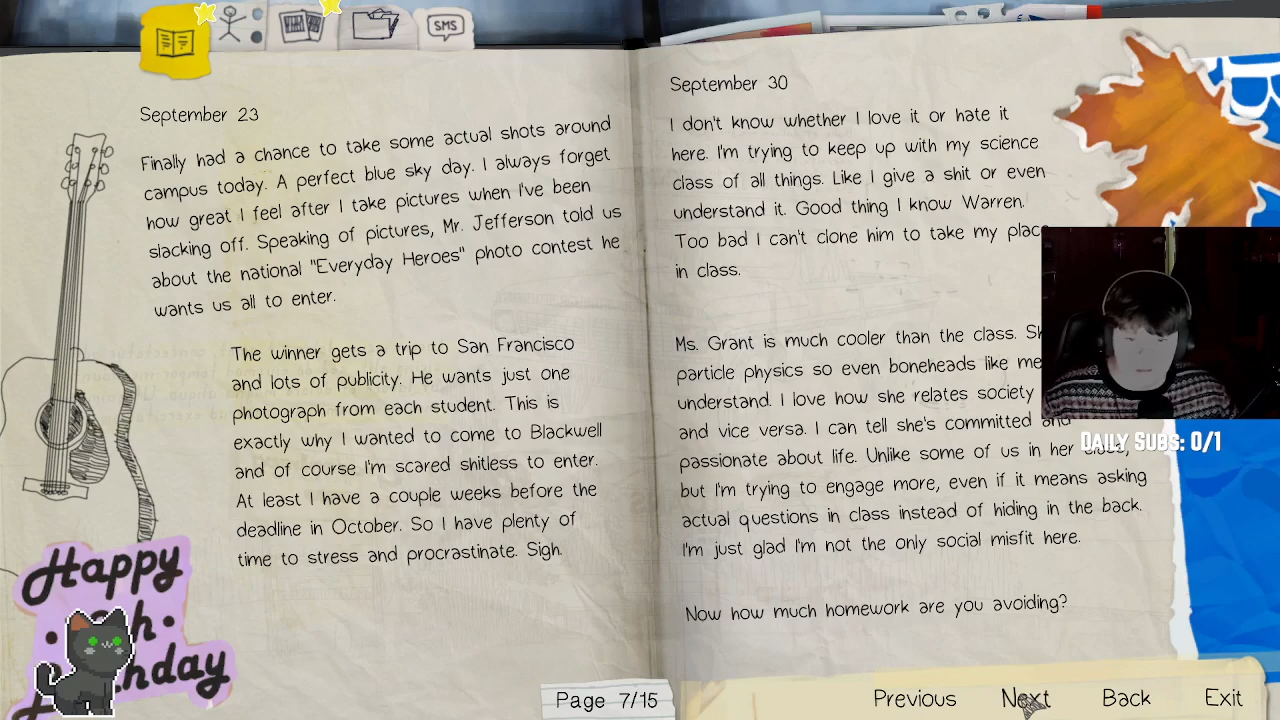 SMS
September 23
Finally had a chance to take some actual shots around
campus today. A perfect blue sky day. I always forget
how great I feel after I take pictures when I've been
slacking off. Speaking of pictures, Mr. Jefferson told us
about the national "Everyday Heroes" photo contest he
wants us all to enter.
The winner gets a trip to San Francisco
and lots of publicity. He wants just one
photograph from each student. This is
exactly why I wanted to come to Blackwell
and of course I'm scared shitless to enter.
At least I have a couple weeks before the
deadline in October. So I have plenty of
time to stress and procrastinate. Sigh.
Happy
September 30
I don't know whether I love it or hate it
here. I'm trying to keep up with my science
class of all things. Like I give a shit or even
understand it. Good thing I know Warren.
Too bad I can't clone him to take my place
in class.
Ms. Grant is much cooler than the class.
particle physics so even boneheads like me
understand. I love how she relates society
and vice versa. I can tell she's committed and
passionate about life. Unlike some of us in her class,
but I'm trying to engage more, even if it means asking
actual questions in class instead of hiding in the back.
I'm just glad I'm not the only social misfit here.
Now how much homework are you avoiding?
Daily Subs: 0/1
Page 7/15
Previous Next Back Exit